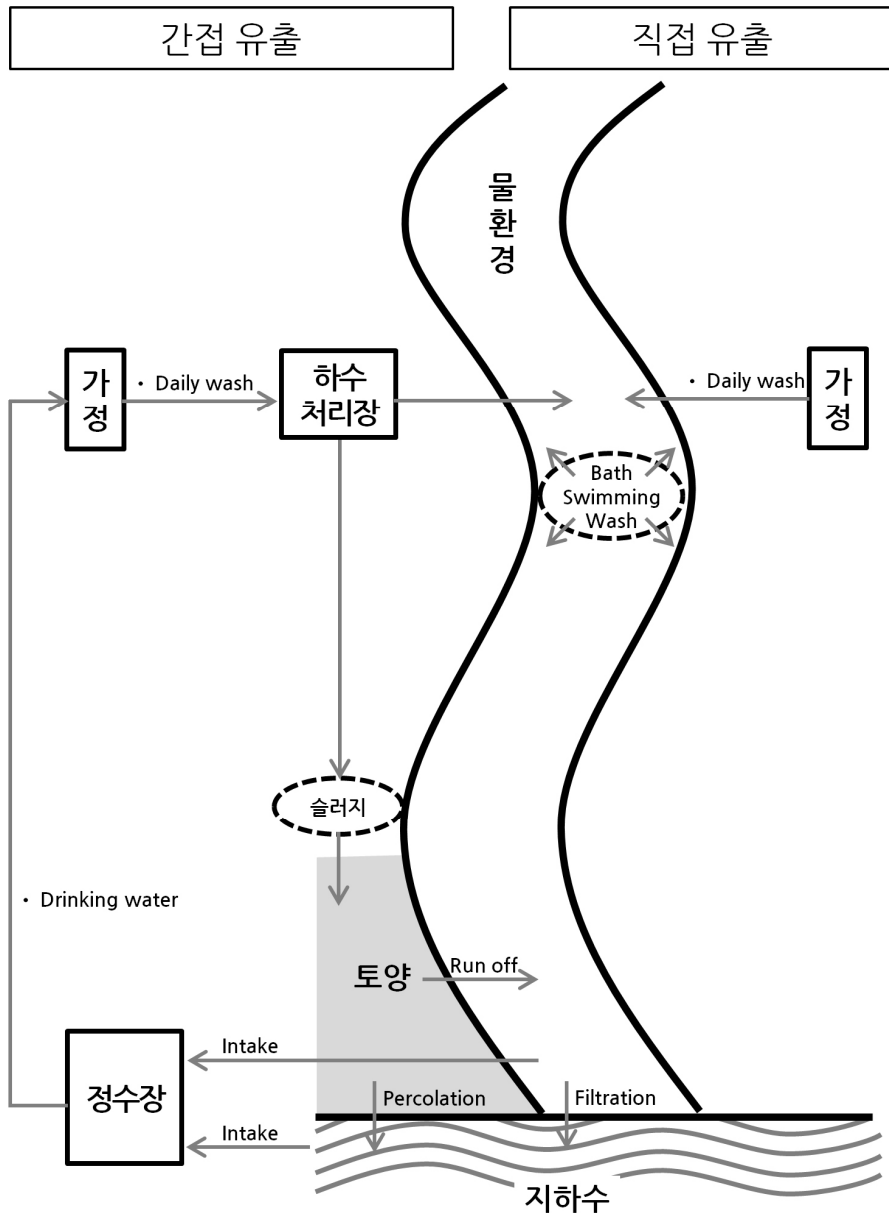 간접 유출
직접 유출
물
환
경
가
정
· Daily wash
하수
처리장
· Daily wash
가
정
Bath
Swimming
Wash
슬러지
· Drinking water
토양
Run off
Intake
정수장
Percolation
Filtration
Intake
지하수